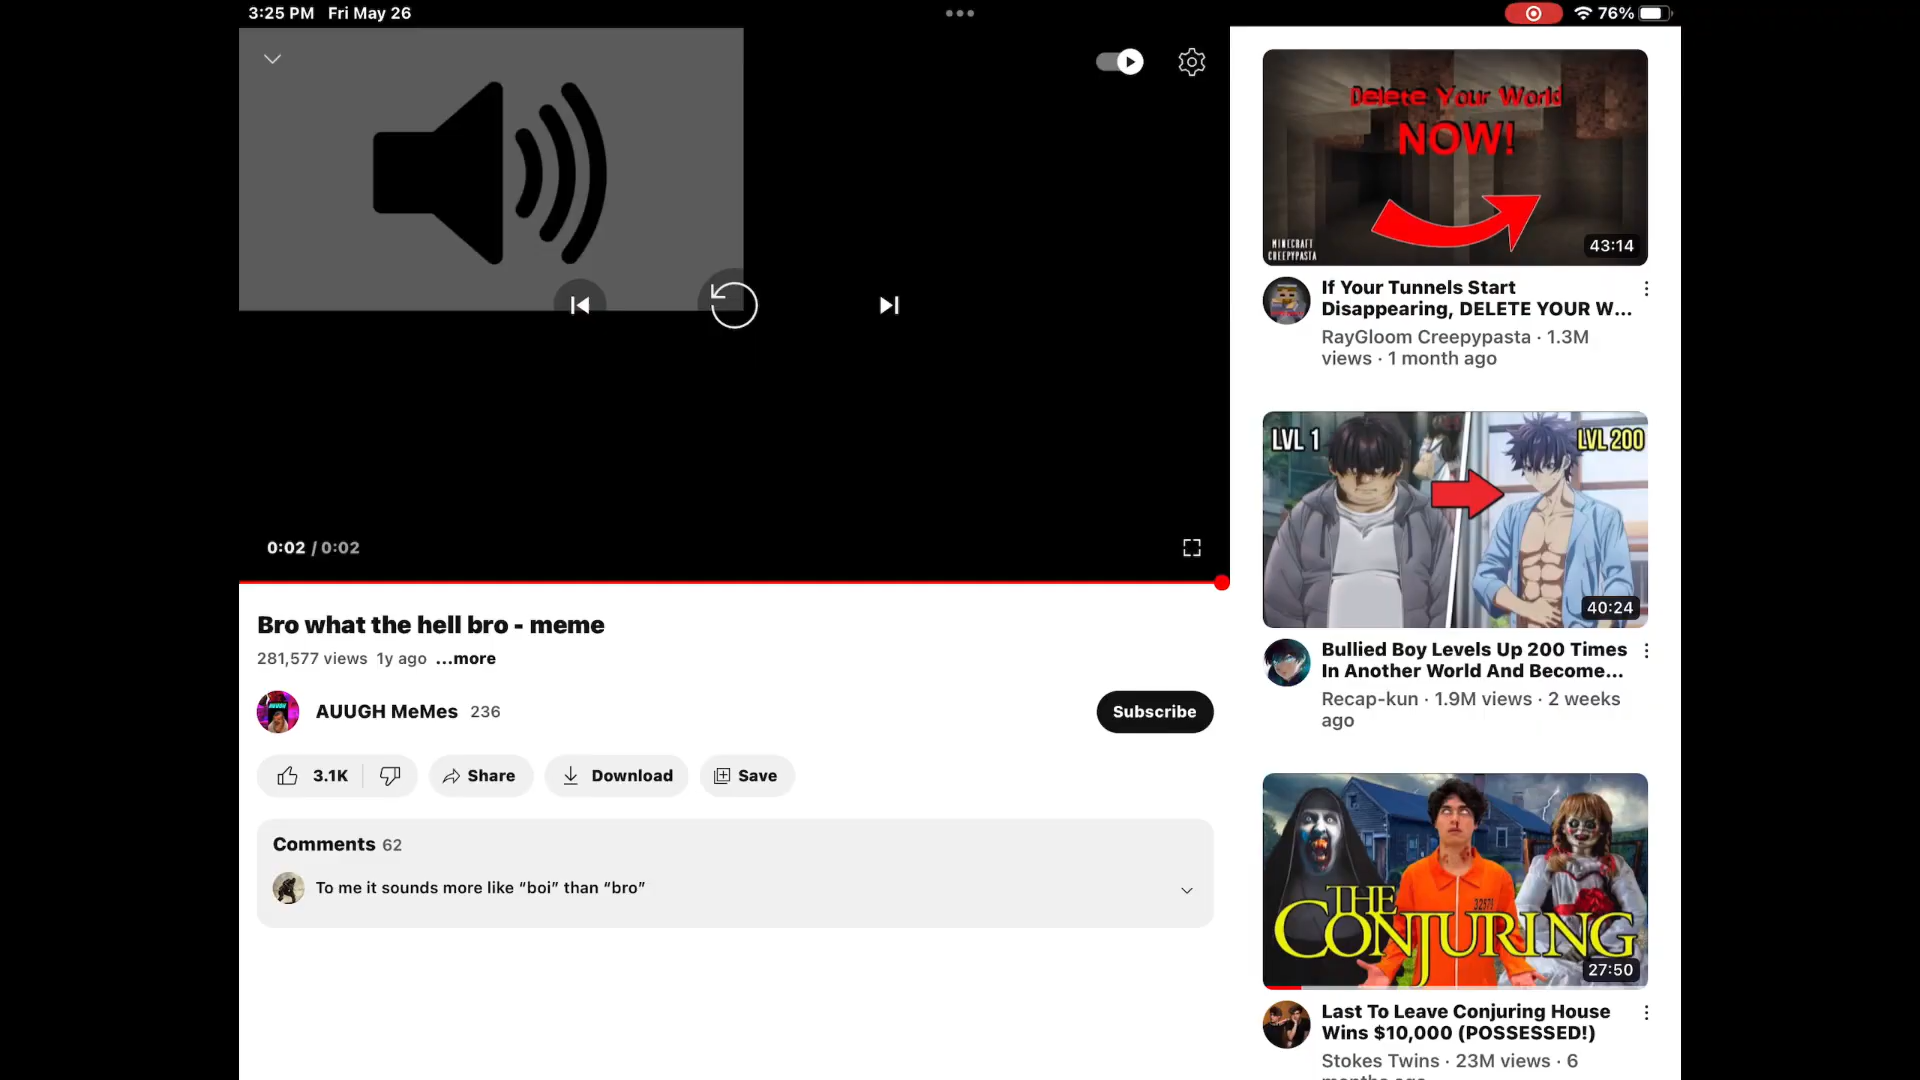 3:25 PM Fri May 26
76%
0:02 / 0:02
Bro what the hell bro - meme
281,577 views 1y ago ...more
AUUGH MeMes 236
Subscribe
3.1K
Share
Download
Save
Comments 62
To me it sounds more like “boi” than “bro”
Delete Your World
NOW!
MINECRAFT
CREEPYPASTA
43:14
If Your Tunnels Start
Disappearing, DELETE YOUR W...
RayGloom Creepypasta · 1.3M
views · 1 month ago
LVL 1
LVL 200
40:24
Bullied Boy Levels Up 200 Times
In Another World And Become...
Recap-kun · 1.9M views · 2 weeks
ago
THE
CONJURING
27:50
Last To Leave Conjuring House
Wins $10,000 (POSSESSED!)
Stokes Twins · 23M views · 6
months ago